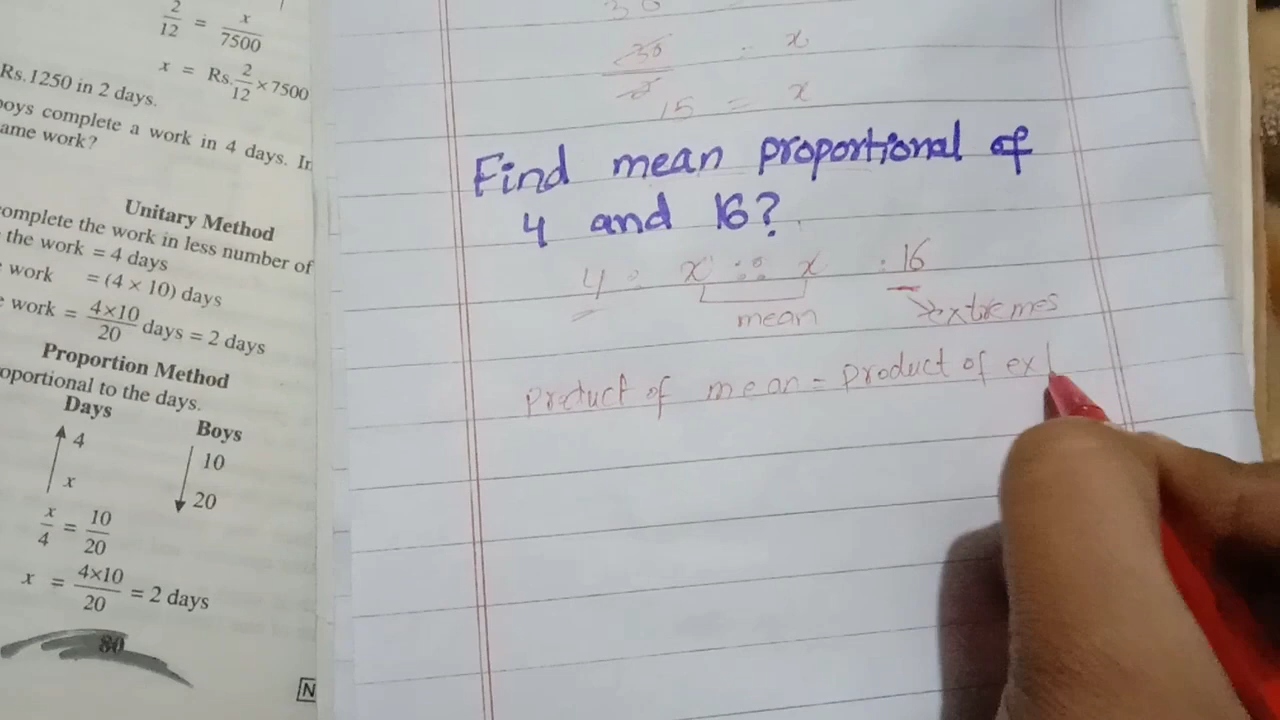 2/12 = x/7500
x = Rs. 2/12 × 7500
Rs.1250 in 2 days.
boys complete a work in 4 days. In
ame work?
Unitary Method
omplete the work in less number of
the work = 4 days
work = (4 × 10) days
work = 4×10/20 days = 2 days
Proportion Method
oportional to the days.
Days Boys
4 10
x 20
x/4 = 10/20
x = 4×10/20 = 2 days
80
N
30
30/2 = x
15 = x
Find mean proportional of
4 and 16?
4 : x :: x : 16
mean extremes
product of mean = product of ext